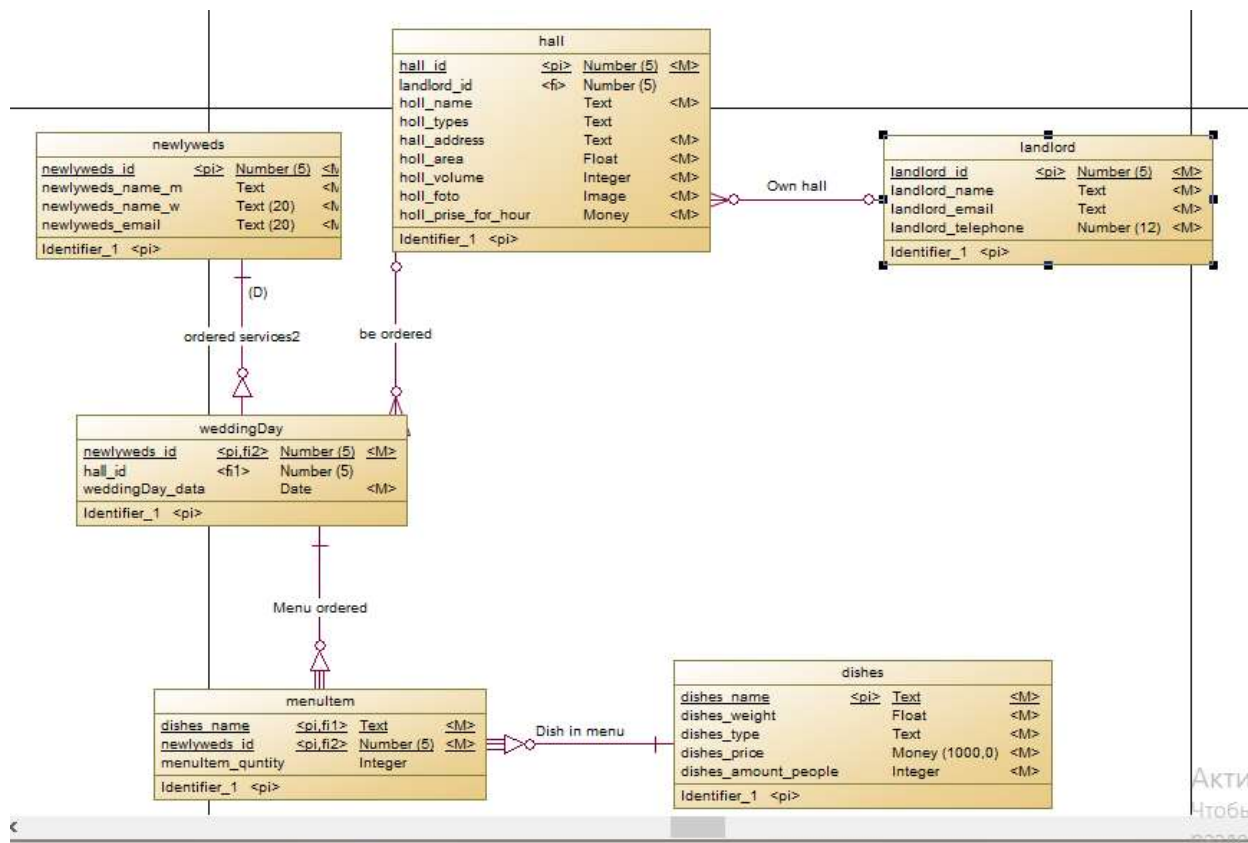 hall
hall_id <pi> Number (5) <M>
landlord_id <fi> Number (5)
holl_name Text <M>
holl_types Text
hall_address Text <M>
holl_area Float <M>
holl_volume Integer <M>
holl_foto Image <M>
holl_prise_for_hour Money <M>
Identifier_1 <pi>
newlyweds
newlyweds_id <pi> Number (5) <M
newlyweds_name_m Text <M
newlyweds_name_w Text (20) <M
newlyweds_email Text (20) <M
Identifier_1 <pi>
landlord
landlord_id <pi> Number (5) <M>
landlord_name Text <M>
landlord_email Text <M>
landlord_telephone Number (12) <M>
Identifier_1 <pi>
Own hall
(D)
ordered services2
be ordered
weddingDay
newlyweds_id <pi,fi2> Number (5) <M>
hall_id <fi1> Number (5)
weddingDay_data Date <M>
Identifier_1 <pi>
Menu ordered
menuItem
dishes_name <pi,fi1> Text <M>
newlyweds_id <pi,fi2> Number (5) <M>
menuItem_quntity Integer
Identifier_1 <pi>
Dish in menu
dishes
dishes_name <pi> Text <M>
dishes_weight Float <M>
dishes_type Text <M>
dishes_price Money (1000,0) <M>
dishes_amount_people Integer <M>
Identifier_1 <pi>
Акти
Чтобы